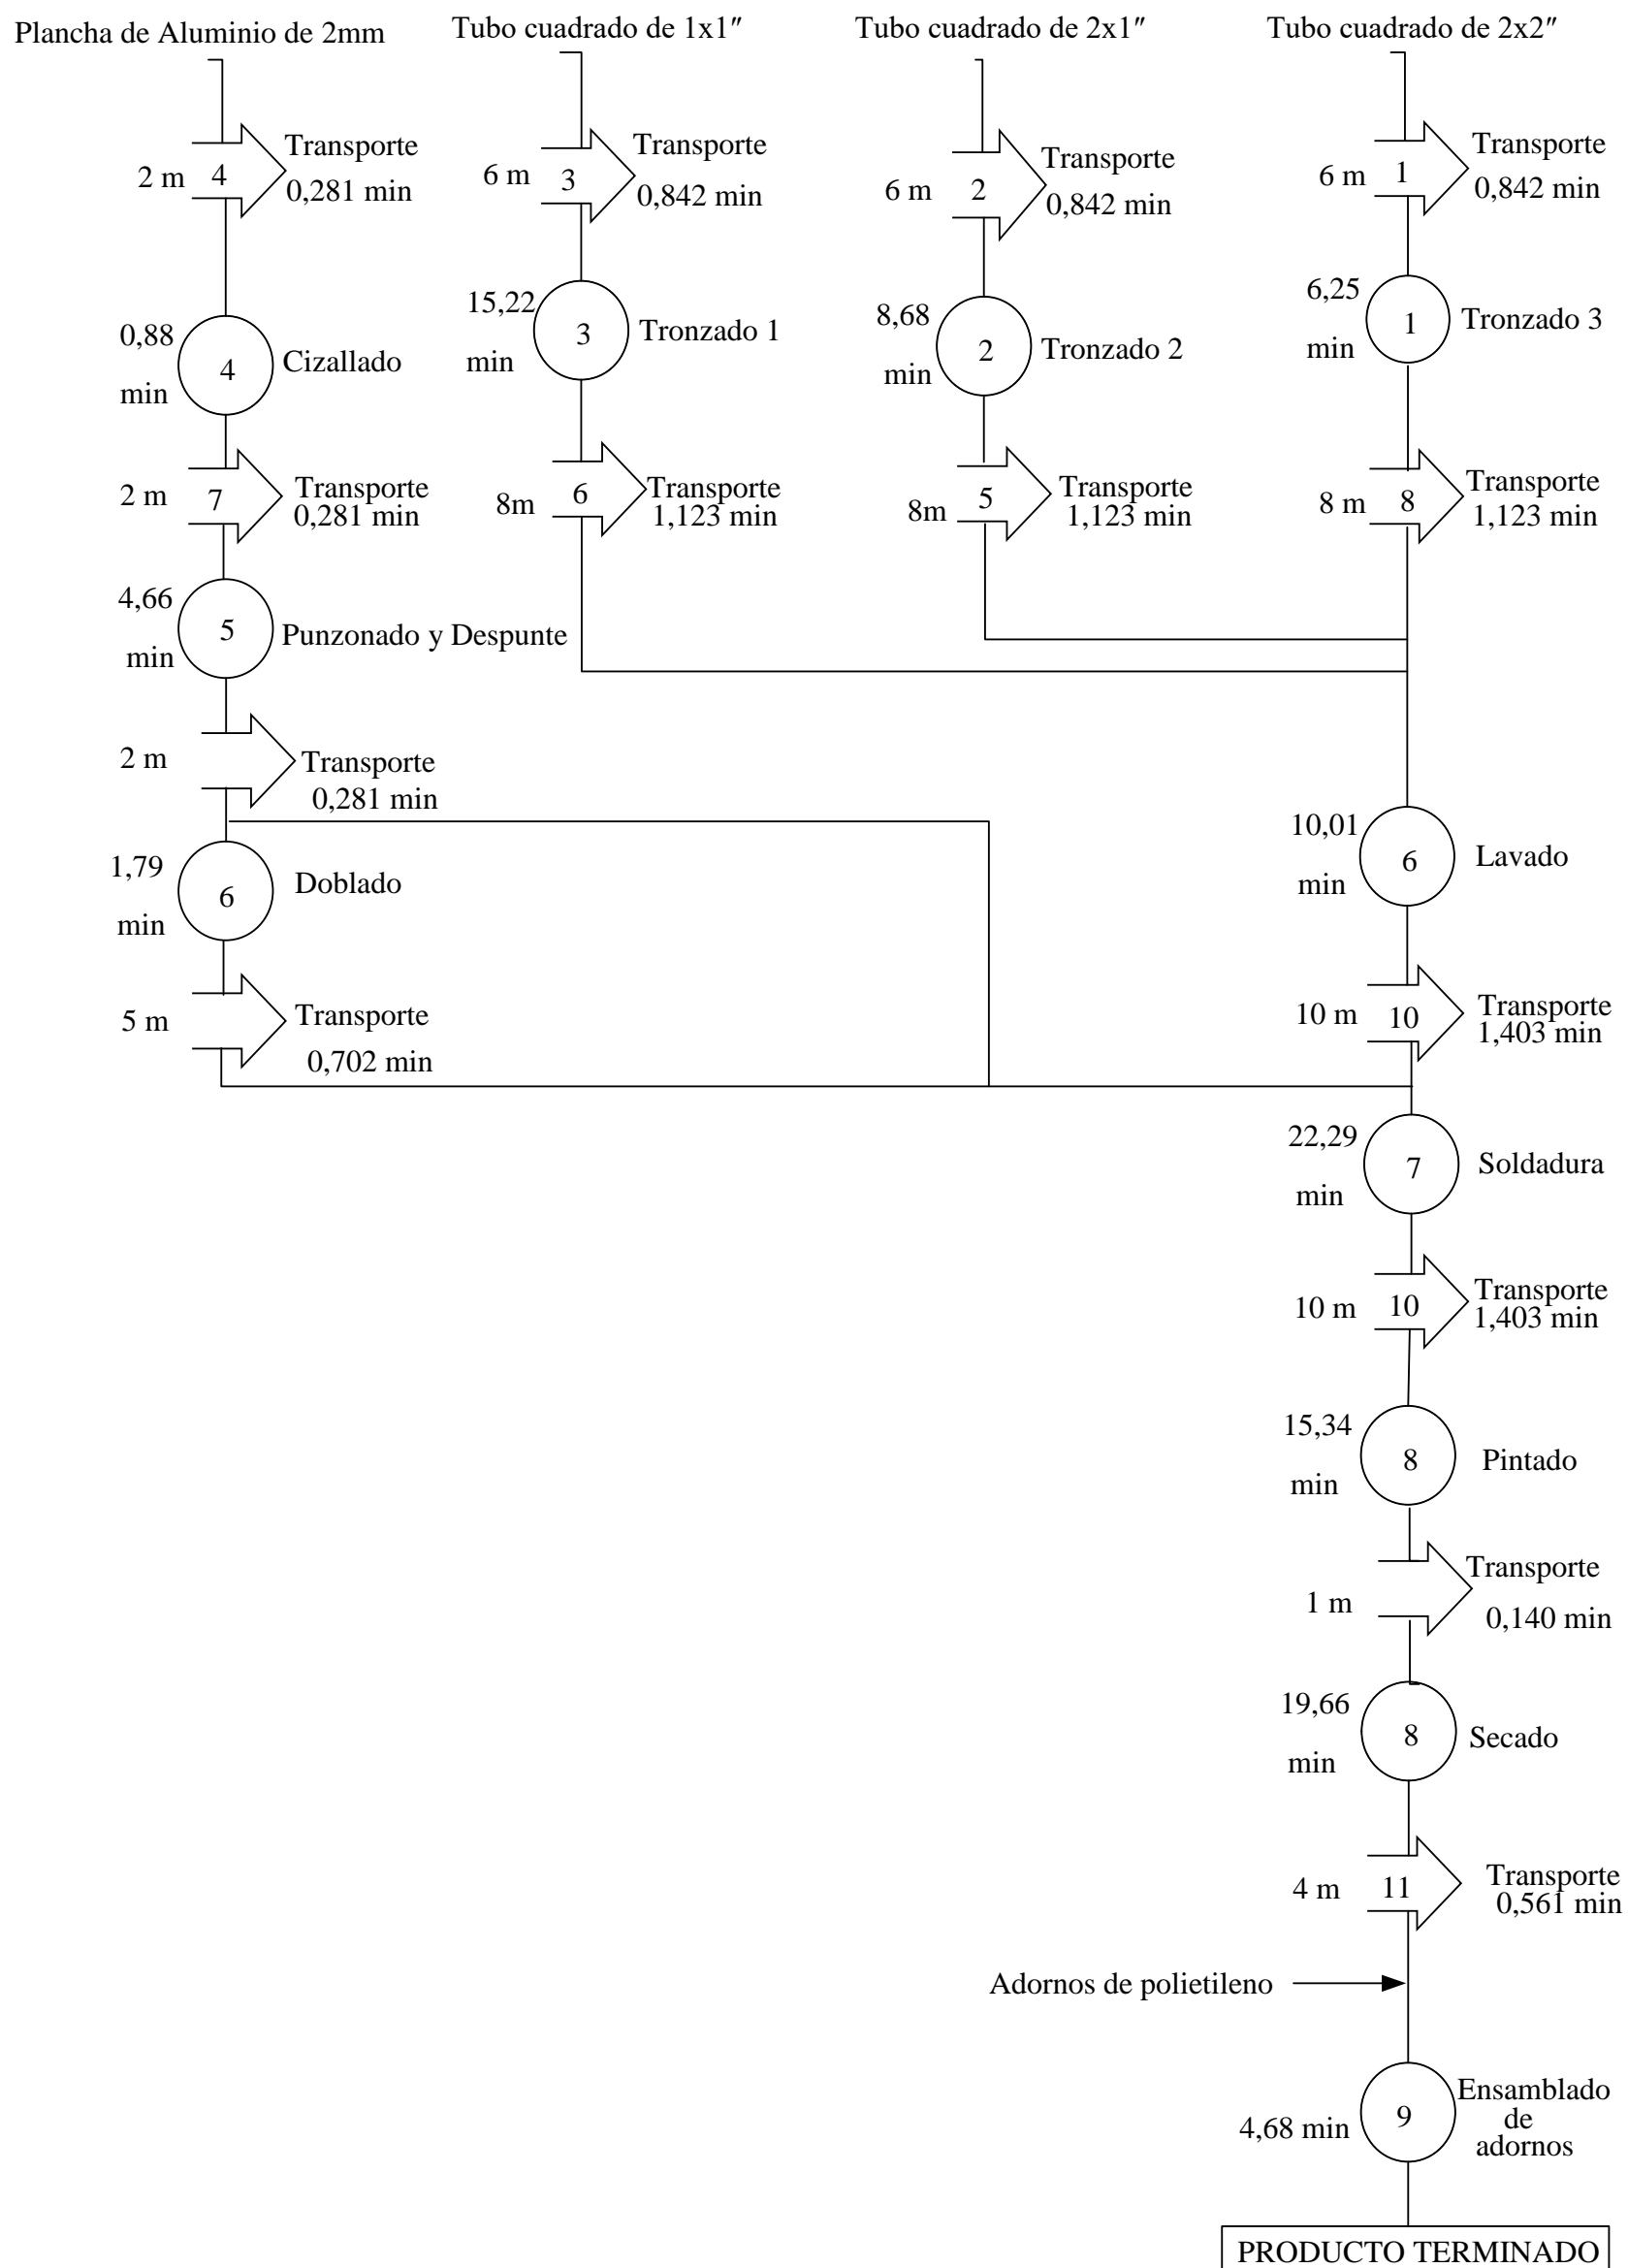 Plancha de Aluminio de 2mm
Tubo cuadrado de 1x1″
Tubo cuadrado de 2x1″
Tubo cuadrado de 2x2″
2 m
4
Transporte
0,281 min
6 m
3
Transporte
0,842 min
6 m
2
Transporte
0,842 min
6 m
1
Transporte
0,842 min
0,88
min
4
Cizallado
15,22
min
3
Tronzado 1
8,68
min
2
Tronzado 2
6,25
min
1
Tronzado 3
2 m
7
Transporte
0,281 min
8m
6
Transporte
1,123 min
8m
5
Transporte
1,123 min
8 m
8
Transporte
1,123 min
4,66
min
5
Punzonado y Despunte
2 m
Transporte
0,281 min
1,79
min
6
Doblado
10,01
min
6
Lavado
5 m
Transporte
0,702 min
10 m
10
Transporte
1,403 min
22,29
min
7
Soldadura
10 m
10
Transporte
1,403 min
15,34
min
8
Pintado
1 m
Transporte
0,140 min
19,66
min
8
Secado
4 m
11
Transporte
0,561 min
Adornos de polietileno
4,68 min
9
Ensamblado
de
adornos
PRODUCTO TERMINADO